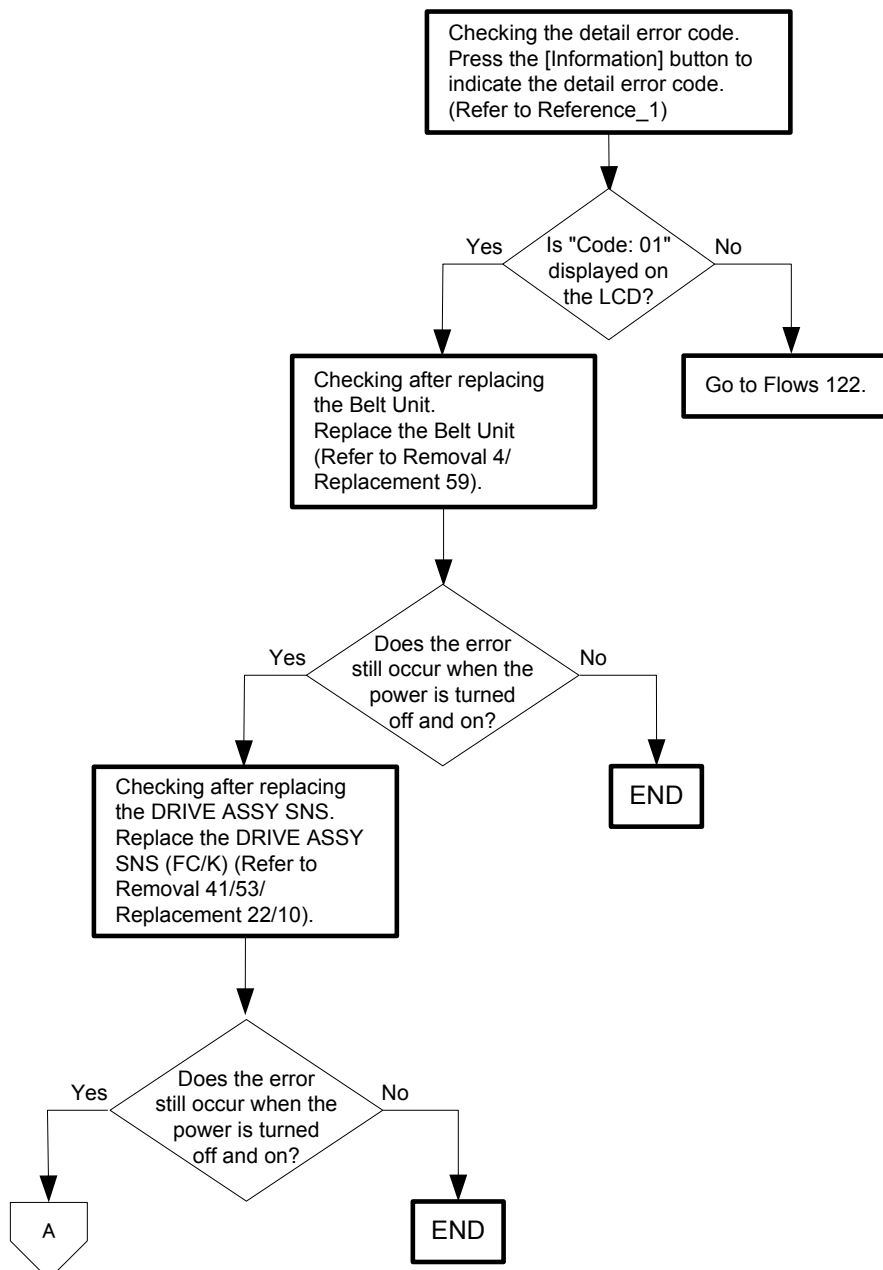 Checking the detail error code.
Press the [Information] button to
indicate the detail error code.
(Refer to Reference_1)
Yes
Is "Code: 01"
displayed on
the LCD?
No
Checking after replacing
the Belt Unit.
Replace the Belt Unit
(Refer to Removal 4/
Replacement 59).
Go to Flows 122.
Yes
Does the error
still occur when the
power is turned
off and on?
No
Checking after replacing
the DRIVE ASSY SNS.
Replace the DRIVE ASSY
SNS (FC/K) (Refer to
Removal 41/53/
Replacement 22/10).
END
Yes
Does the error
still occur when the
power is turned
off and on?
No
A
END